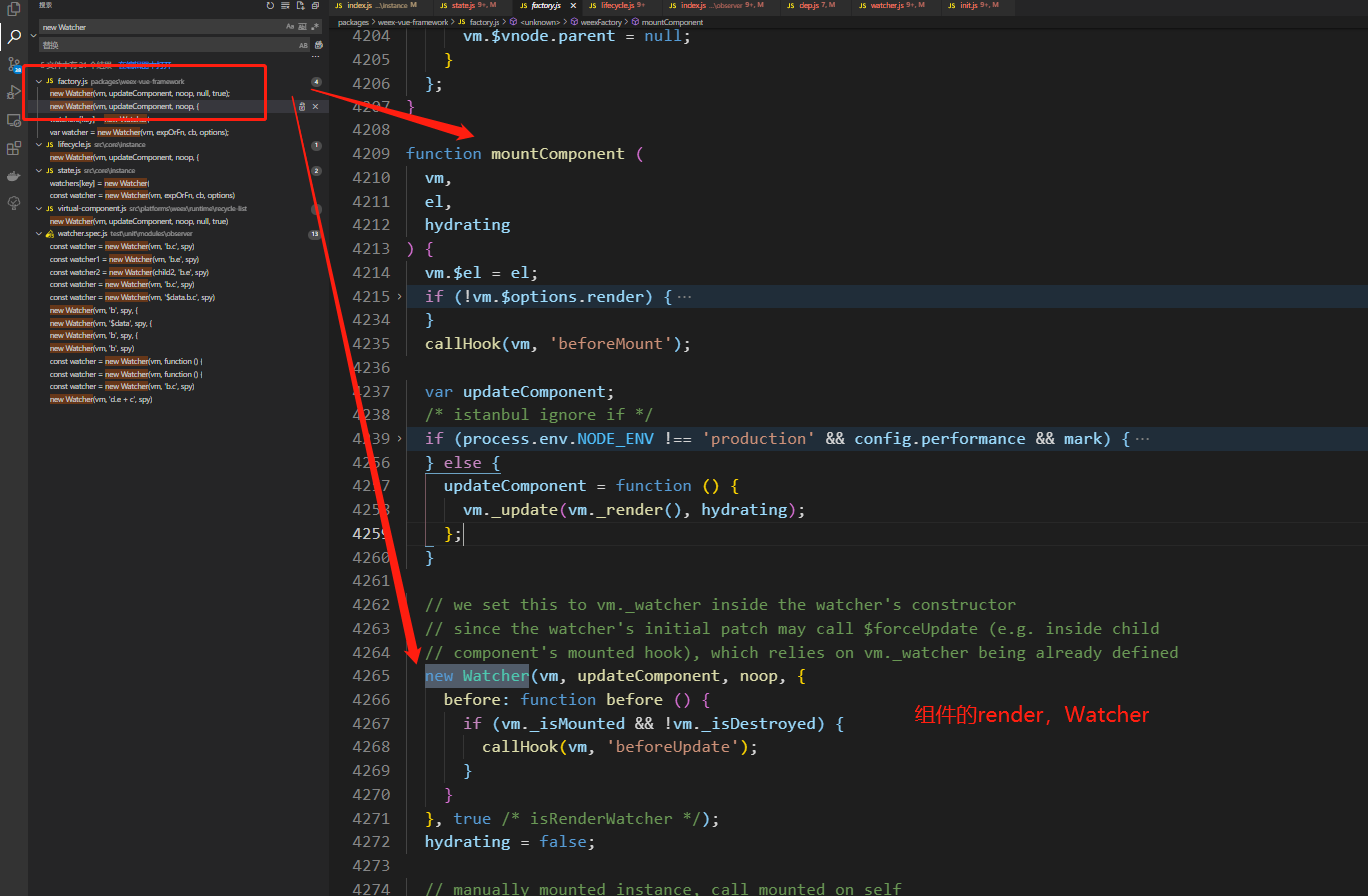 搜索
new Watcher
Aa
替换
AB
5 文件中有 21 个结果 - 在编辑器中打开
JS factory.js packages\weex-vue-framework 4
new Watcher(vm, updateComponent, noop, null, true);
new Watcher(vm, updateComponent, noop, {
watchers[key] = new Watcher(
var watcher = new Watcher(vm, expOrFn, cb, options);
JS lifecycle.js src\core\instance 1
new Watcher(vm, updateComponent, noop, {
JS state.js src\core\instance 2
watchers[key] = new Watcher(
const watcher = new Watcher(vm, expOrFn, cb, options)
JS virtual-component.js src\platforms\weex\runtime\recycle-list
new Watcher(vm, updateComponent, noop, null, true)
watcher.spec.js test\unit\modules\observer 13
const watcher = new Watcher(vm, 'b.c', spy)
const watcher1 = new Watcher(vm, 'b.e', spy)
const watcher2 = new Watcher(child2, 'b.e', spy)
const watcher = new Watcher(vm, 'b.c', spy)
const watcher = new Watcher(vm, '$data.b.c', spy)
new Watcher(vm, 'b', spy, {
new Watcher(vm, '$data', spy, {
new Watcher(vm, 'b', spy, {
new Watcher(vm, 'b', spy)
const watcher = new Watcher(vm, function () {
const watcher = new Watcher(vm, function () {
const watcher = new Watcher(vm, 'b.c', spy)
new Watcher(vm, 'd.e + c', spy)
JS index.js ...\instance M
JS state.js 9+, M
JS factory.js
JS lifecycle.js 9+
JS index.js ...\observer 9+, M
JS dep.js 7, M
JS watcher.js 9+, M
JS init.js 9+, M
packages > weex-vue-framework > JS factory.js > <unknown> > weexFactory > mountComponent
4204 vm.$vnode.parent = null;
4205 }
4206 };
4207 }
4208
4209 function mountComponent (
4210 vm,
4211 el,
4212 hydrating
4213 ) {
4214 vm.$el = el;
4215 if (!vm.$options.render) { ···
4234 }
4235 callHook(vm, 'beforeMount');
4236
4237 var updateComponent;
4238 /* istanbul ignore if */
4239 if (process.env.NODE_ENV !== 'production' && config.performance && mark) { ···
4256 } else {
4257 updateComponent = function () {
4258 vm._update(vm._render(), hydrating);
4259 };
4260 }
4261
4262 // we set this to vm._watcher inside the watcher's constructor
4263 // since the watcher's initial patch may call $forceUpdate (e.g. inside child
4264 // component's mounted hook), which relies on vm._watcher being already defined
4265 new Watcher(vm, updateComponent, noop, {
4266 before: function before () {
4267 if (vm._isMounted && !vm._isDestroyed) {
组件的render，Watcher
4268 callHook(vm, 'beforeUpdate');
4269 }
4270 }
4271 }, true /* isRenderWatcher */);
4272 hydrating = false;
4273
4274 // manually mounted instance, call mounted on self